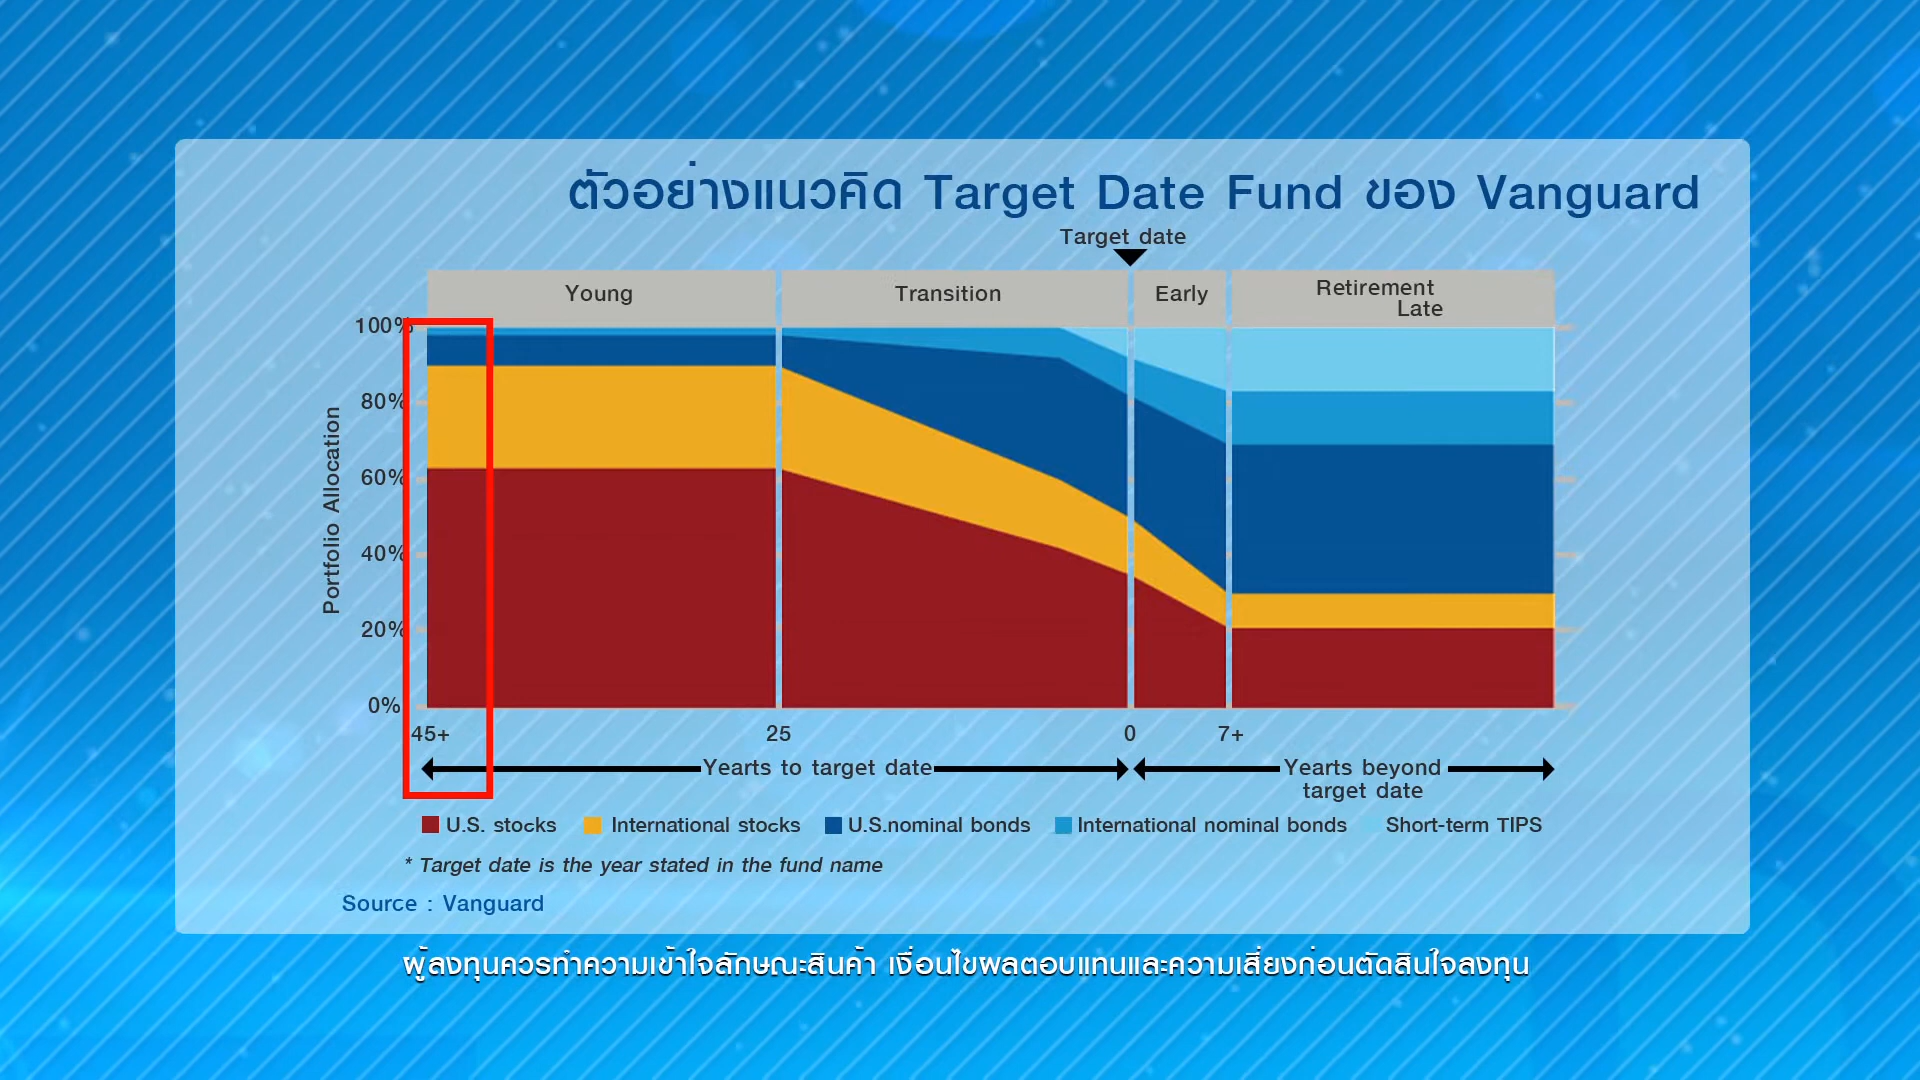 ตัวอย่างแนวคิด Target Date Fund ของ Vanguard
Target date
Young
Transition
Early
Retirement
Late
100%
80%
60%
40%
20%
0%
Portfolio Allocation
45+
25
0
7+
Yearts to target date
Yearts beyond
target date
U.S. stocks
International stocks
U.S.nominal bonds
International nominal bonds
Short-term TIPS
* Target date is the year stated in the fund name
Source : Vanguard
ผู้ลงทุนควรทำความเข้าใจลักษณะสินค้า เงื่อนไขผลตอบแทนและความเสี่ยงก่อนตัดสินใจลงทุน